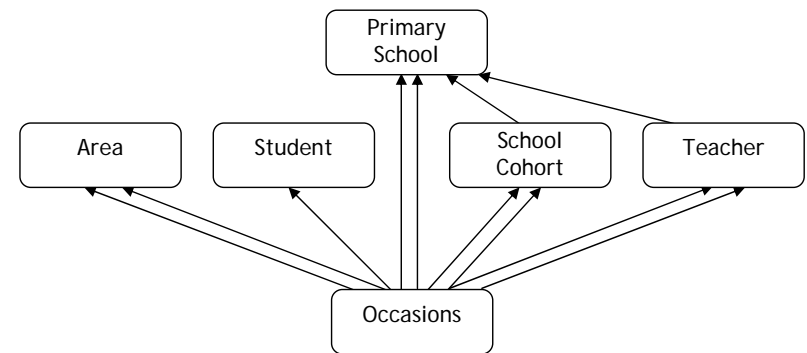 Primary
School
Area
Student
School
Cohort
Teacher
Occasions